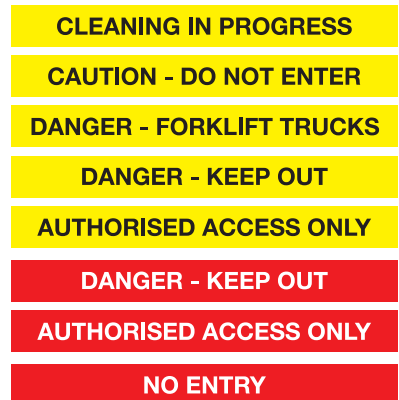 CLEANING IN PROGRESS
CAUTION - DO NOT ENTER
DANGER - FORKLIFT TRUCKS
DANGER - KEEP OUT
AUTHORISED ACCESS ONLY
DANGER - KEEP OUT
AUTHORISED ACCESS ONLY
NO ENTRY